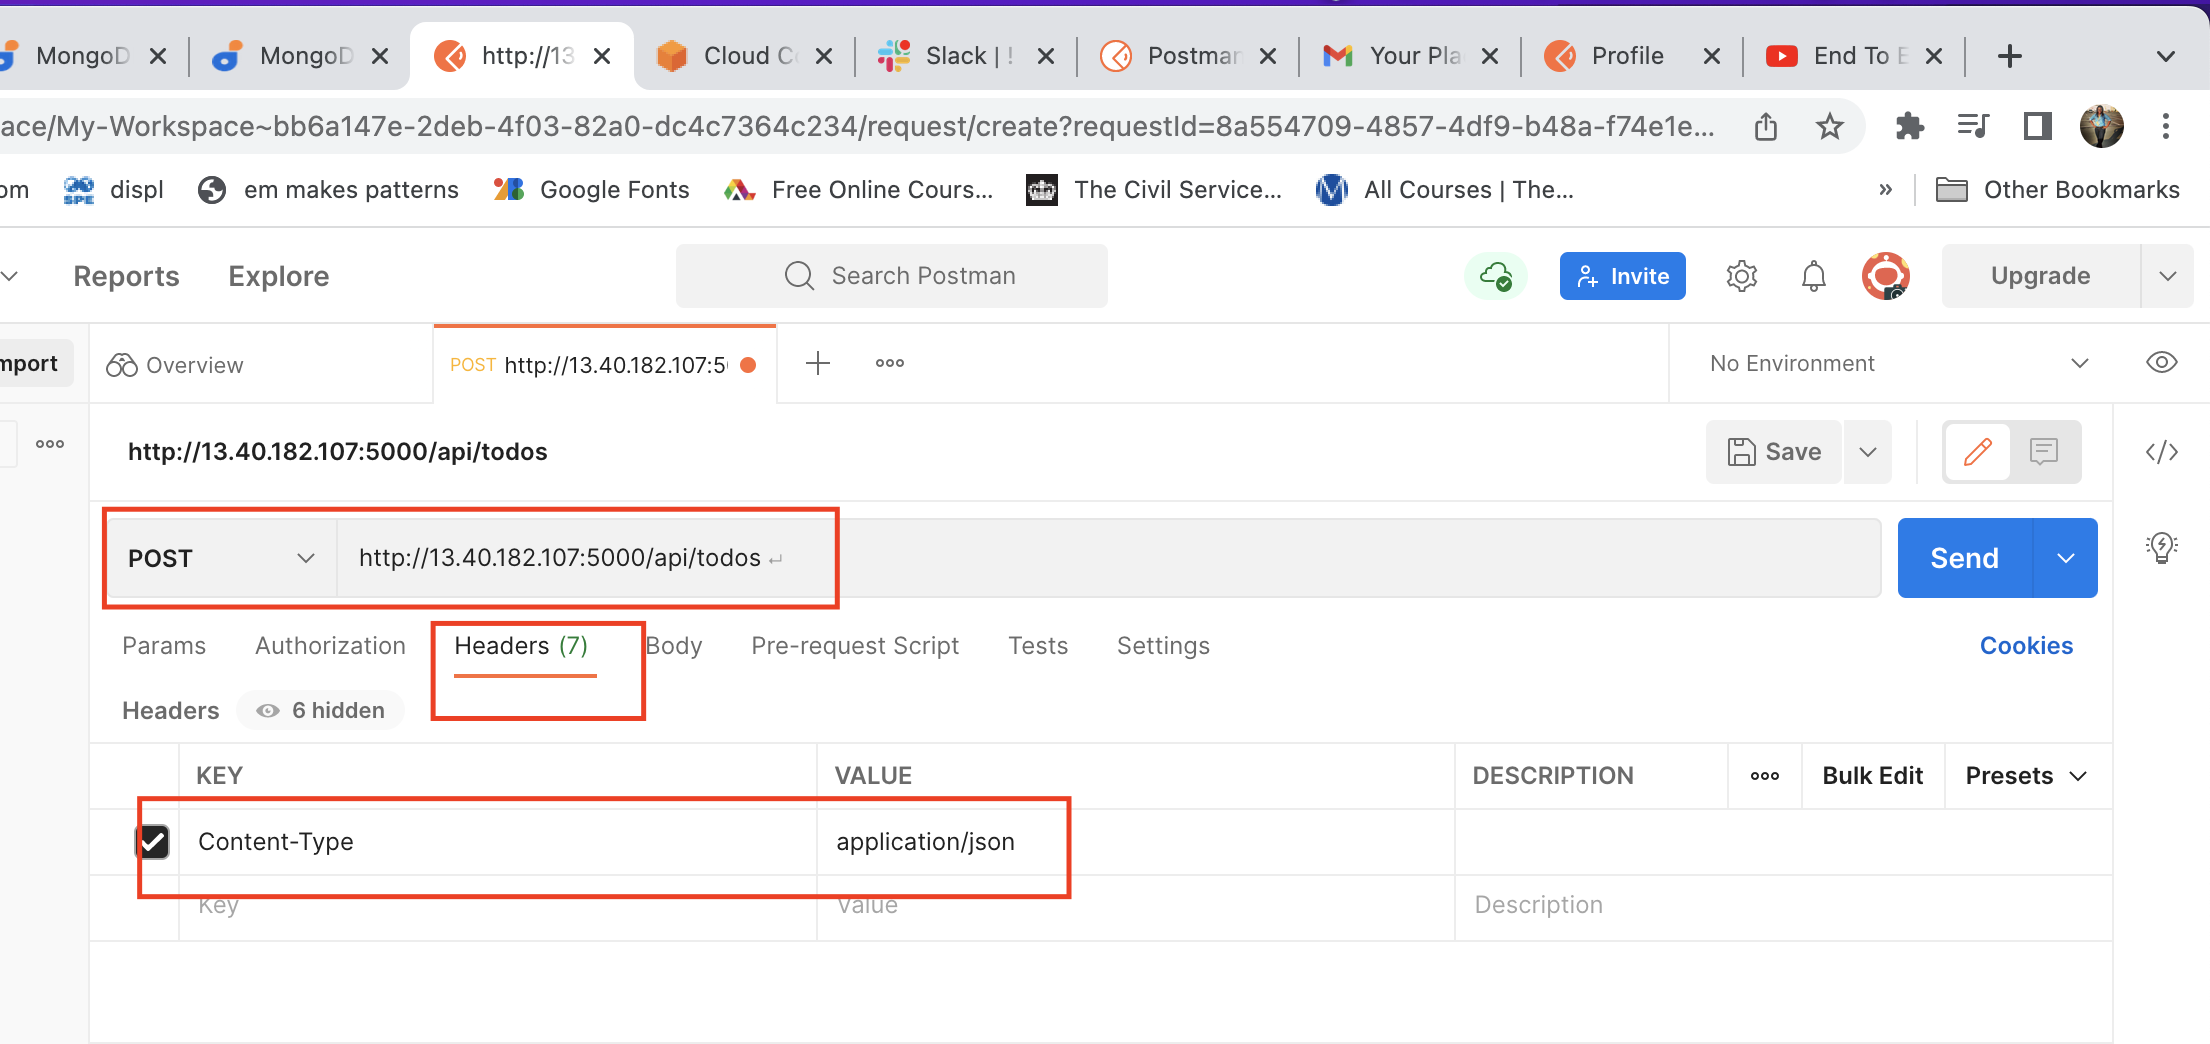 MongoD
MongoD
http://13
Cloud C
Slack | !
Postman
Your Pla
Profile
End To E
ace/My-Workspace~bb6a147e-2deb-4f03-82a0-dc4c7364c234/request/create?requestId=8a554709-4857-4df9-b48a-f74e1e...
om
displ
em makes patterns
Google Fonts
Free Online Cours...
The Civil Service...
All Courses | The...
»
Other Bookmarks
Reports
Explore
Search Postman
Invite
Upgrade
mport
Overview
POST http://13.40.182.107:5
No Environment
http://13.40.182.107:5000/api/todos
Save
POST
http://13.40.182.107:5000/api/todos
Send
Params
Authorization
Headers (7)
Body
Pre-request Script
Tests
Settings
Cookies
Headers
6 hidden
KEY
VALUE
DESCRIPTION
Bulk Edit
Presets
Content-Type
application/json
Key
Value
Description